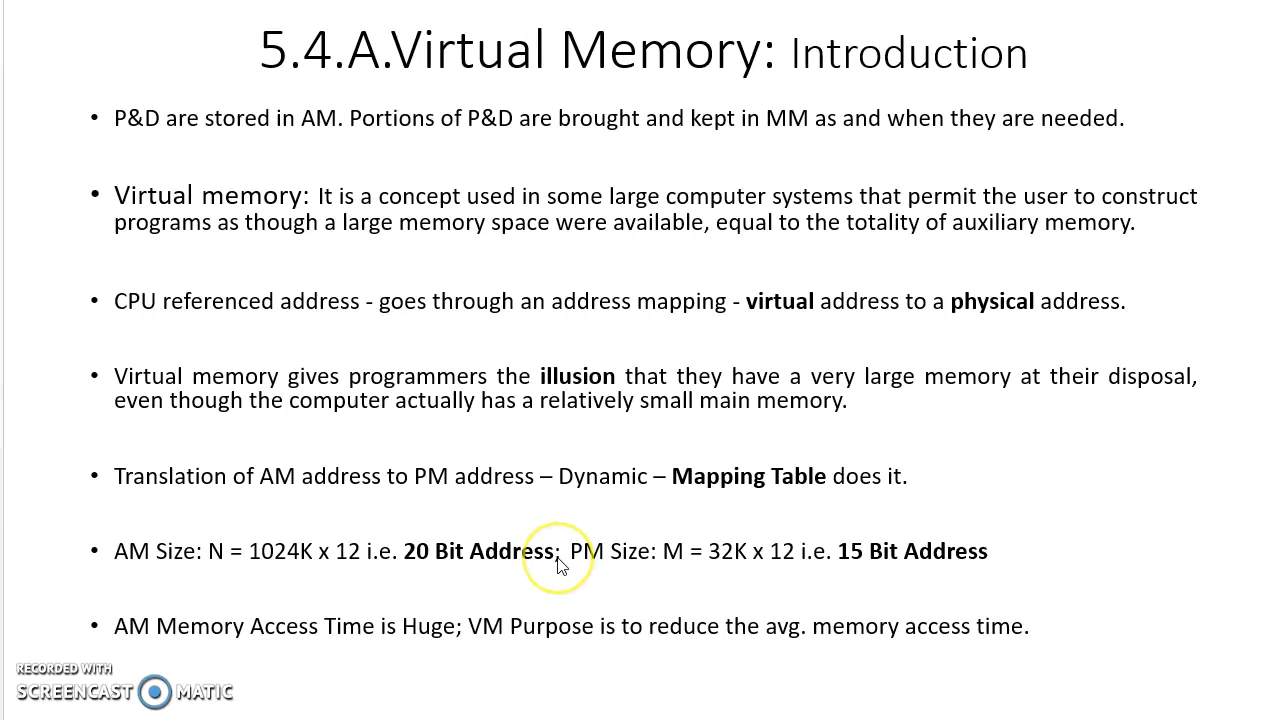 5.4.A.Virtual Memory: Introduction
• P&D are stored in AM. Portions of P&D are brought and kept in MM as and when they are needed.
• Virtual memory: It is a concept used in some large computer systems that permit the user to construct
programs as though a large memory space were available, equal to the totality of auxiliary memory.
• CPU referenced address - goes through an address mapping - virtual address to a physical address.
• Virtual memory gives programmers the illusion that they have a very large memory at their disposal,
even though the computer actually has a relatively small main memory.
• Translation of AM address to PM address – Dynamic – Mapping Table does it.
• AM Size: N = 1024K x 12 i.e. 20 Bit Address; PM Size: M = 32K x 12 i.e. 15 Bit Address
• AM Memory Access Time is Huge; VM Purpose is to reduce the avg. memory access time.
RECORDED WITH
SCREENCAST MATIC